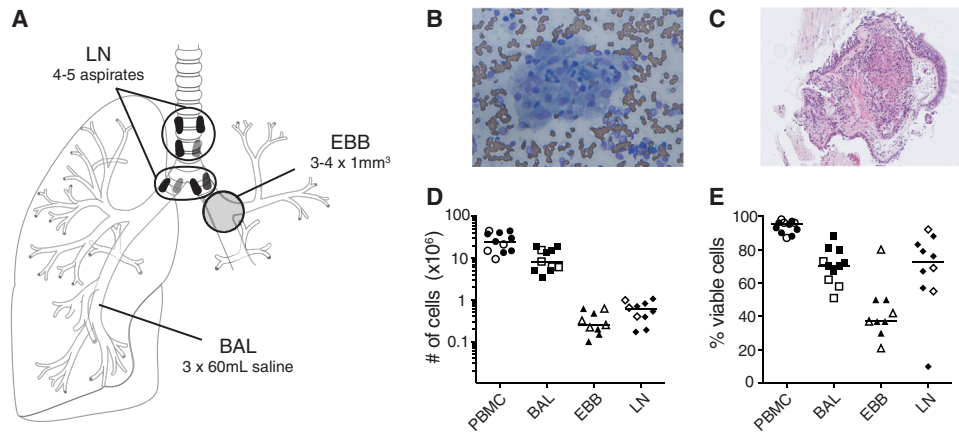 A
LN
4-5 aspirates
EBB
3-4 x 1mm³
BAL
3 x 60mL saline
B
C
D
# of cells (x10⁶)
100
10
1
0.1
PBMC
BAL
EBB
LN
E
% viable cells
100
80
60
40
20
0
PBMC
BAL
EBB
LN